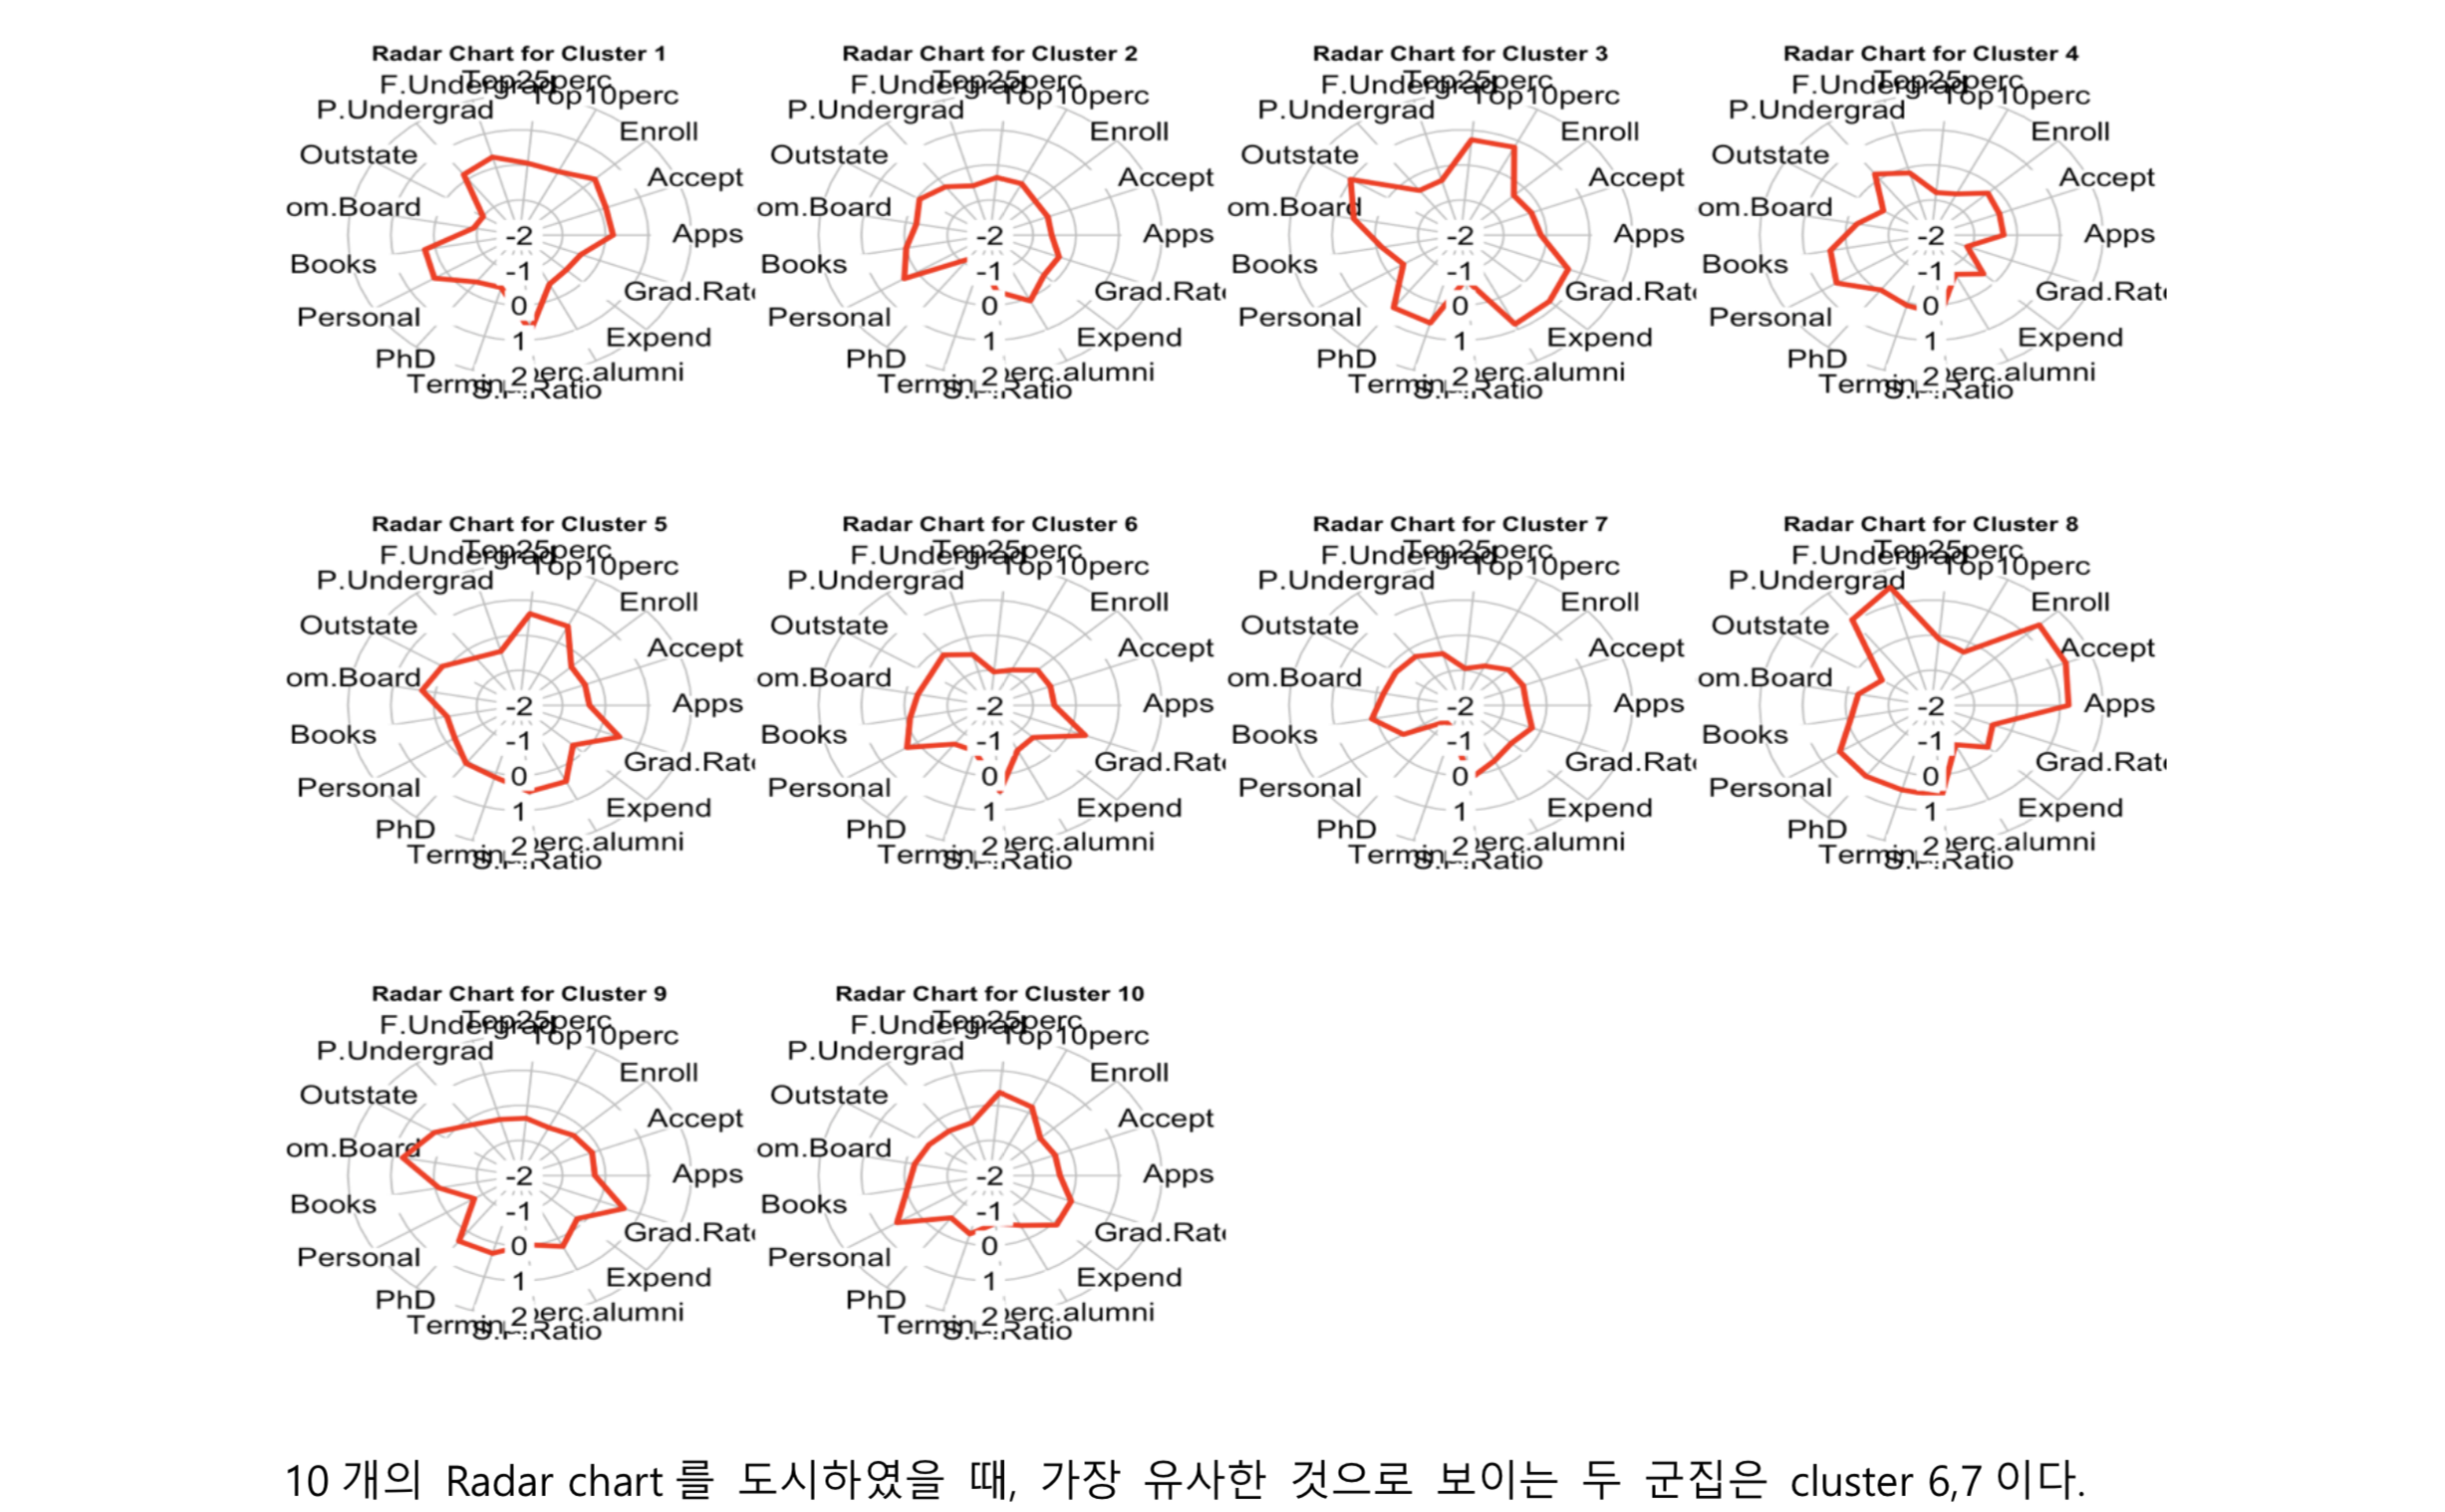 Radar Chart for Cluster 1
Top25perc
F.Undergrad
Top10perc
P.Undergrad
Enroll
Outstate
Accept
om.Board
-2
Apps
Books
-1
Grad.Rat
0
Personal
Expend
1
PhD
2
erc.alumni
Termin
Ratio
Radar Chart for Cluster 2
Top25perc
F.Undergrad
Top10perc
P.Undergrad
Enroll
Outstate
Accept
om.Board
-2
Apps
Books
-1
Grad.Rat
0
Personal
Expend
1
PhD
2
erc.alumni
Termin
Ratio
Radar Chart for Cluster 3
Top25perc
F.Undergrad
Top10perc
P.Undergrad
Enroll
Outstate
Accept
om.Board
-2
Apps
Books
-1
Grad.Rat
0
Personal
Expend
1
PhD
2
erc.alumni
Termin
Ratio
Radar Chart for Cluster 4
Top25perc
F.Undergrad
Top10perc
P.Undergrad
Enroll
Outstate
Accept
om.Board
-2
Apps
Books
-1
Grad.Rat
0
Personal
Expend
1
PhD
2
erc.alumni
Termin
Ratio
Radar Chart for Cluster 5
Top25perc
F.Undergrad
Top10perc
P.Undergrad
Enroll
Outstate
Accept
om.Board
-2
Apps
Books
-1
Grad.Rat
0
Personal
Expend
1
PhD
2
erc.alumni
Termin
Ratio
Radar Chart for Cluster 6
Top25perc
F.Undergrad
Top10perc
P.Undergrad
Enroll
Outstate
Accept
om.Board
-2
Apps
Books
-1
Grad.Rat
0
Personal
Expend
1
PhD
2
erc.alumni
Termin
Ratio
Radar Chart for Cluster 7
Top25perc
F.Undergrad
Top10perc
P.Undergrad
Enroll
Outstate
Accept
om.Board
-2
Apps
Books
-1
Grad.Rat
0
Personal
Expend
1
PhD
2
erc.alumni
Termin
Ratio
Radar Chart for Cluster 8
Top25perc
F.Undergrad
Top10perc
P.Undergrad
Enroll
Outstate
Accept
om.Board
-2
Apps
Books
-1
Grad.Rat
0
Personal
Expend
1
PhD
2
erc.alumni
Termin
Ratio
Radar Chart for Cluster 9
Top25perc
F.Undergrad
Top10perc
P.Undergrad
Enroll
Outstate
Accept
om.Board
-2
Apps
Books
-1
Grad.Rat
0
Personal
Expend
1
PhD
2
erc.alumni
Termin
Ratio
Radar Chart for Cluster 10
Top25perc
F.Undergrad
Top10perc
P.Undergrad
Enroll
Outstate
Accept
om.Board
-2
Apps
Books
-1
Grad.Rat
0
Personal
Expend
1
PhD
2
erc.alumni
Termin
Ratio
10 개의 Radar chart 를 도시하였을 때, 가장 유사한 것으로 보이는 두 군집은 cluster 6,7 이다.